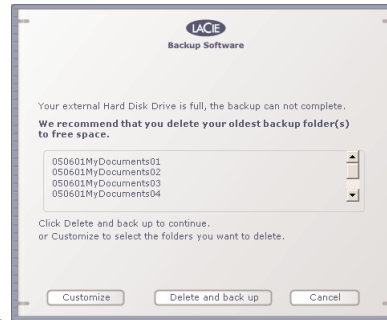 LACIE
Backup Software
Your external Hard Disk Drive is full, the backup can not complete.
We recommend that you delete your oldest backup folder(s)
to free space.
050601MyDocuments01
050601MyDocuments02
050601MyDocuments03
050601MyDocuments04
Click Delete and back up to continue.
or Customize to select the folders you want to delete.
Customize
Delete and back up
Cancel